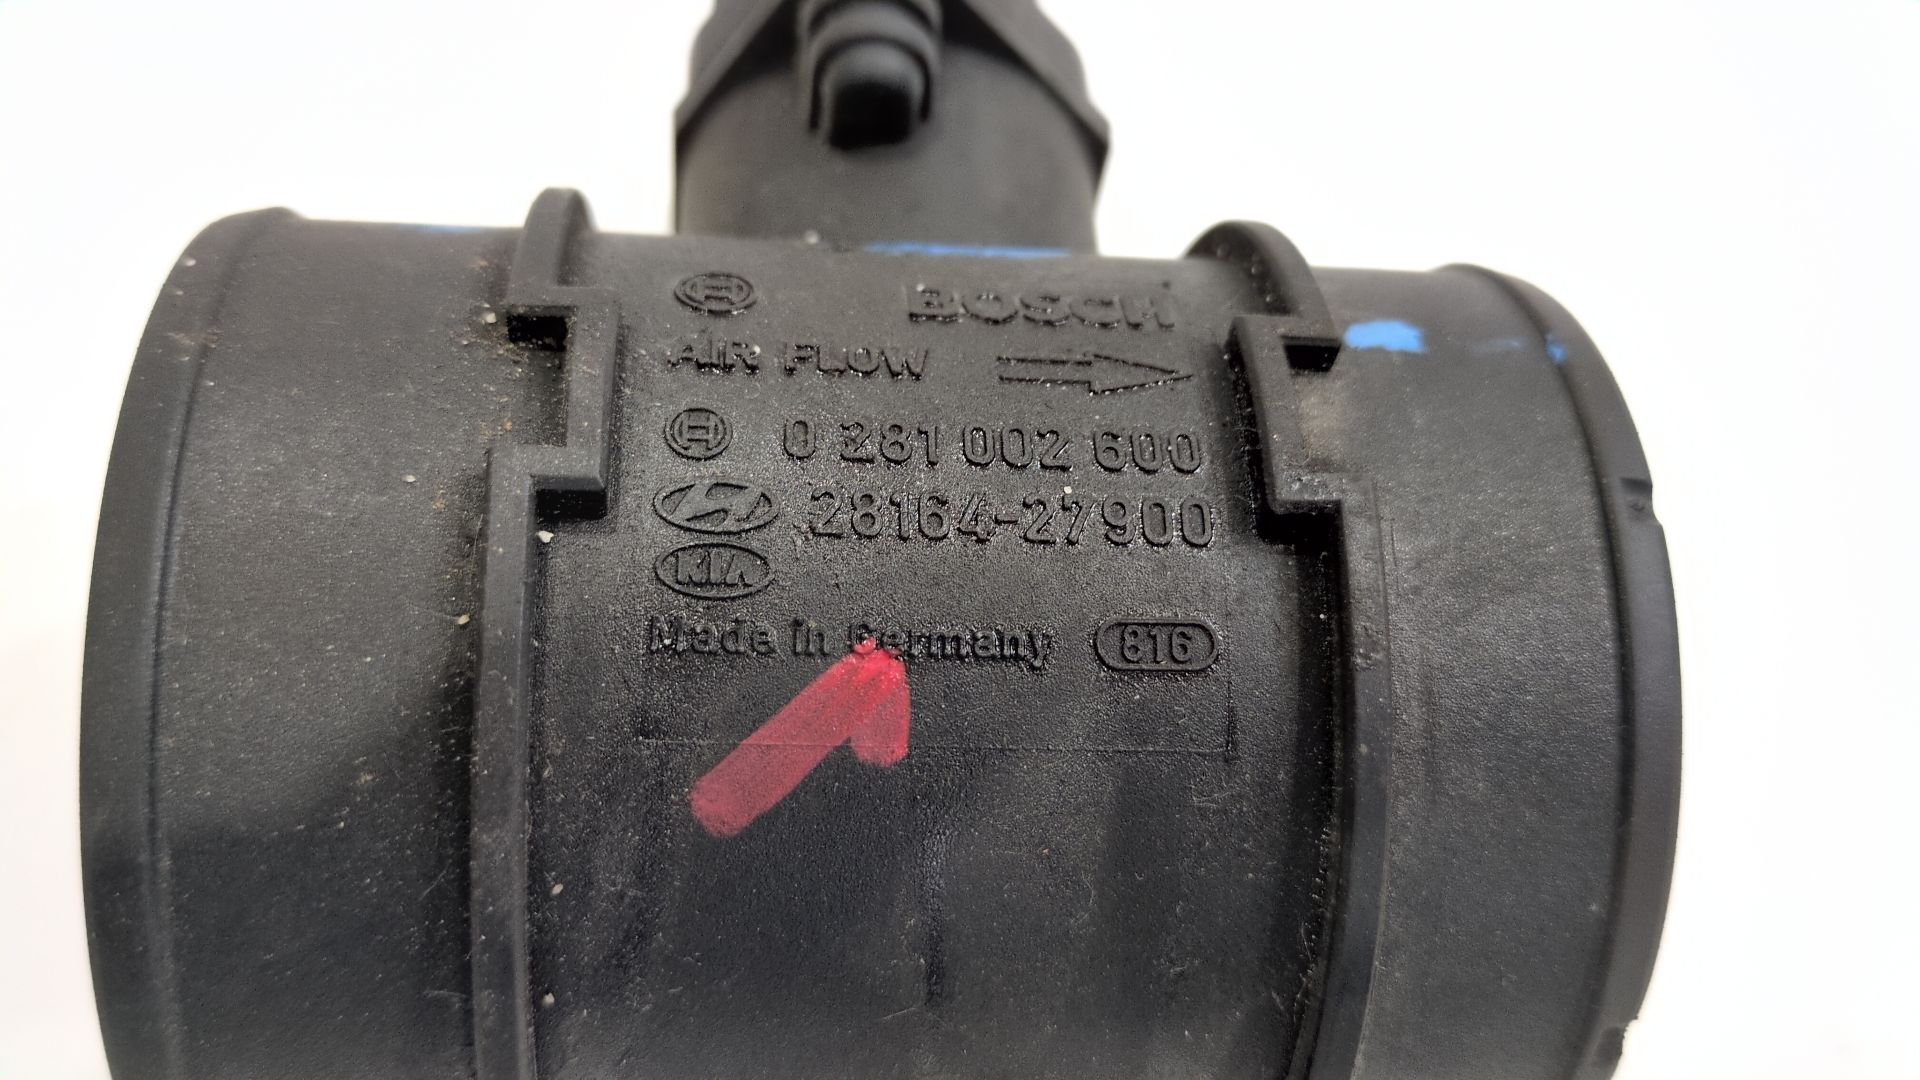 BOSCH
AIR FLOW
0 281 002 600
28164-27900
KIA
Made in Germany 816